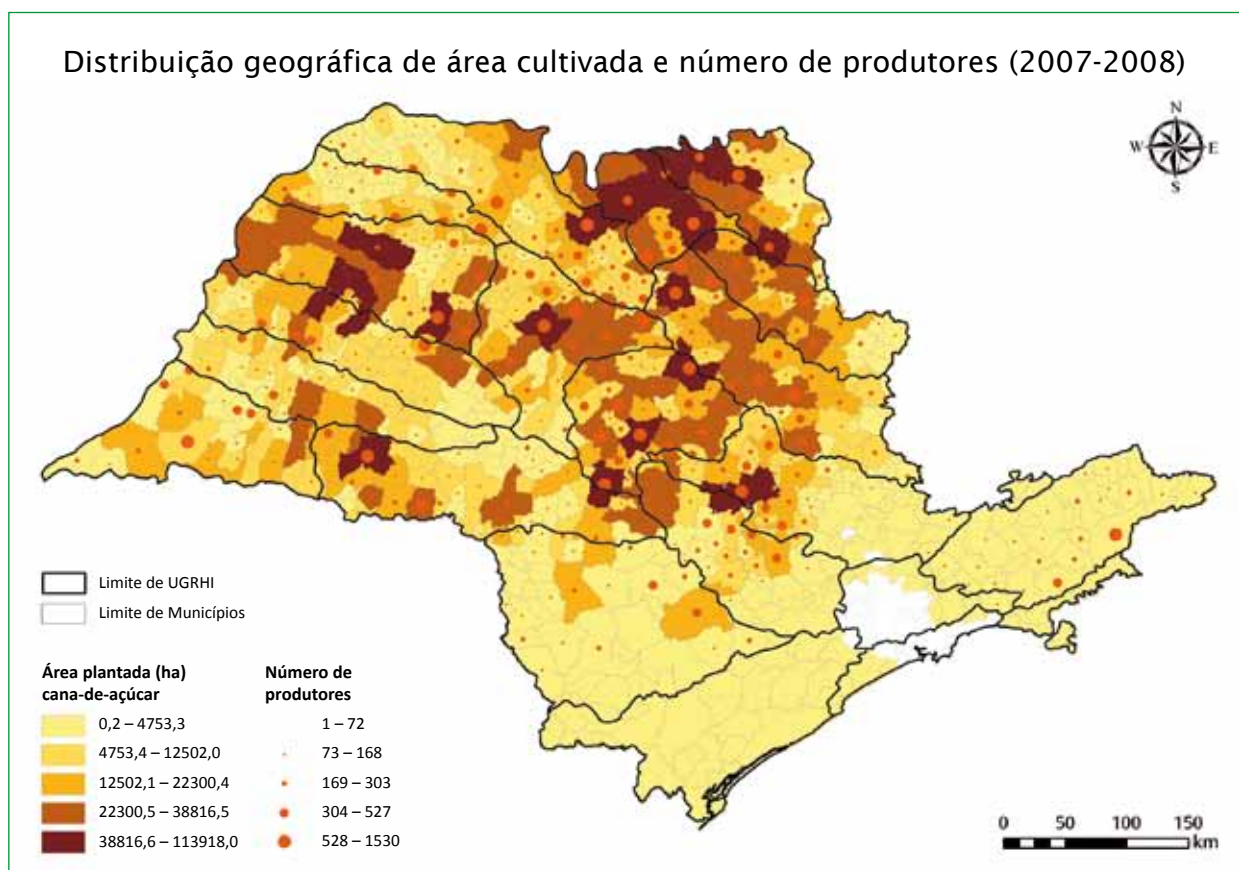 Distribuição geográfica de área cultivada e número de produtores (2007-2008)
N
W E
S
Limite de UGRHI
Limite de Municípios
Área plantada (ha)
cana-de-açúcar
0,2 – 4753,3
4753,4 – 12502,0
12502,1 – 22300,4
22300,5 – 38816,5
38816,6 – 113918,0
Número de
produtores
1 – 72
73 – 168
169 – 303
304 – 527
528 – 1530
0 50 100 150
km